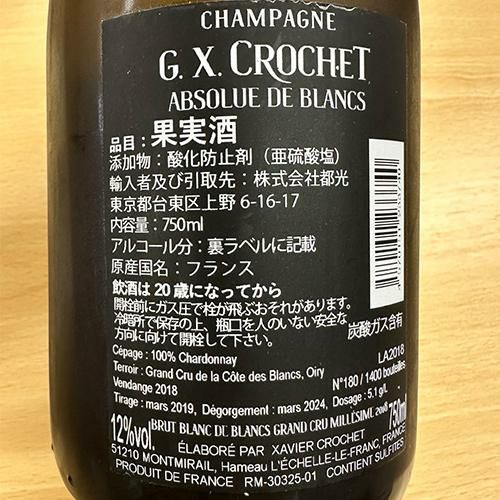 CHAMPAGNE
G. X. CROCHET
ABSOLUE DE BLANCS
品目：果実酒
添加物：酸化防止剤（亜硫酸塩）
輸入者及び引取先：株式会社都光
東京都台東区上野 6-16-17
内容量：750ml
アルコール分：裏ラベルに記載
原産国名：フランス
飲酒は20歳になってから
開栓前にガス圧で栓が飛ぶおそれがあります。
冷暗所で保存の上、瓶口を人のいない安全な
方向に向けて開栓して下さい。
炭酸ガス含有
LA2018
Cépage : 100% Chardonnay
Terroir : Grand Cru de la Côte des Blancs, Oiry
N°180 / 1400 bouteilles
Vendange 2018
Tirage : mars 2019, Dégorgement : mars 2024, Dosage : 5.1 g/L
12%vol. BRUT BLANC DE BLANCS GRAND CRU MILLÉSIMÉ 2018 750ml
ÉLABORÉ PAR XAVIER CROCHET
51210 MONTMIRAIL, Hameau L'ÉCHELLE-LE-FRANC, FRANCE
PRODUIT DE FRANCE RM-30325-01 CONTIENT SULFITES